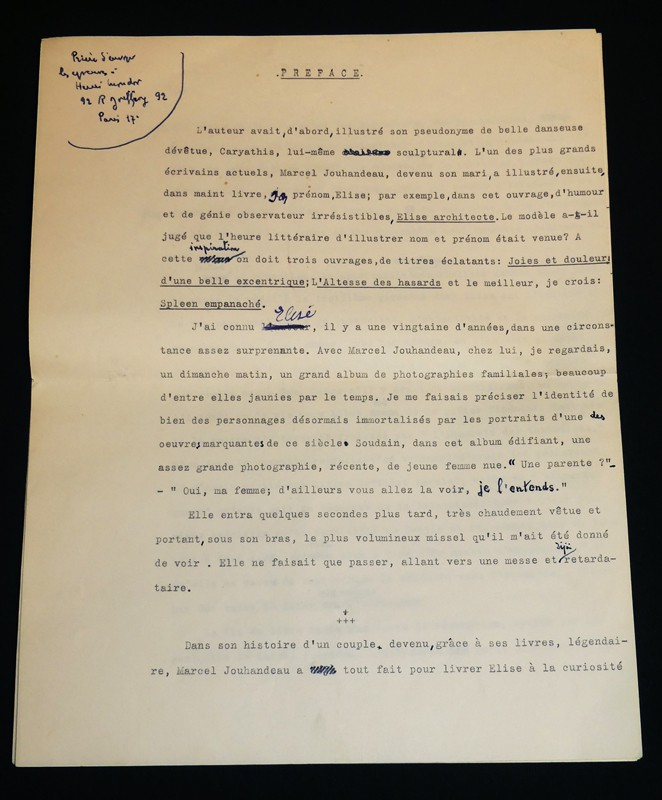 Prière d'envoyer
les épreuves à
Henri Mondor
92 R Jouffroy 92
Paris 17e
.PREFACE.
L'auteur avait,d'abord,illustré son pseudonyme de belle danseuse
dévêtue, Caryathis, lui-même sculptural. L'un des plus grands
écrivains actuels, Marcel Jouhandeau, devenu son mari,a illustré,ensuite,
dans maint livre, son prénom,Elise; par exemple,dans cet ouvrage,d'humour
et de génie observateur irrésistibles,Elise architecte.Le modèle a-t-il
jugé que l'heure littéraire d'illustrer nom et prénom était venue? A
cette inspiration on doit trois ouvrages,de titres éclatants: Joies et douleurs
d'une belle excentrique;L'Altesse des hasards et le meilleur, je crois:
Spleen empanaché.
J'ai connu Elise, il y a une vingtaine d'années,dans une circons-
tance assez surprenante. Avec Marcel Jouhandeau, chez lui, je regardais,
un dimanche matin, un grand album de photographies familiales; beaucoup
d'entre elles jaunies par le temps. Je me faisais préciser l'identité de
bien des personnages désormais immortalisés par les portraits d'une des
oeuvres marquantes de ce siècle. Soudain, dans cet album édifiant, une
assez grande photographie, récente, de jeune femme nue." Une parente ?"_
- " Oui, ma femme; d'ailleurs vous allez la voir, je l'entends."
Elle entra quelques secondes plus tard, très chaudement vêtue et
portant,sous son bras, le plus volumineux missel qu'il m'ait été donné
de voir . Elle ne faisait que passer, allant vers une messe et déjà retarda-
taire.
+
+++
Dans son histoire d'un couple devenu,grâce à ses livres, légendai-
re, Marcel Jouhandeau a tout fait pour livrer Elise à la curiosité